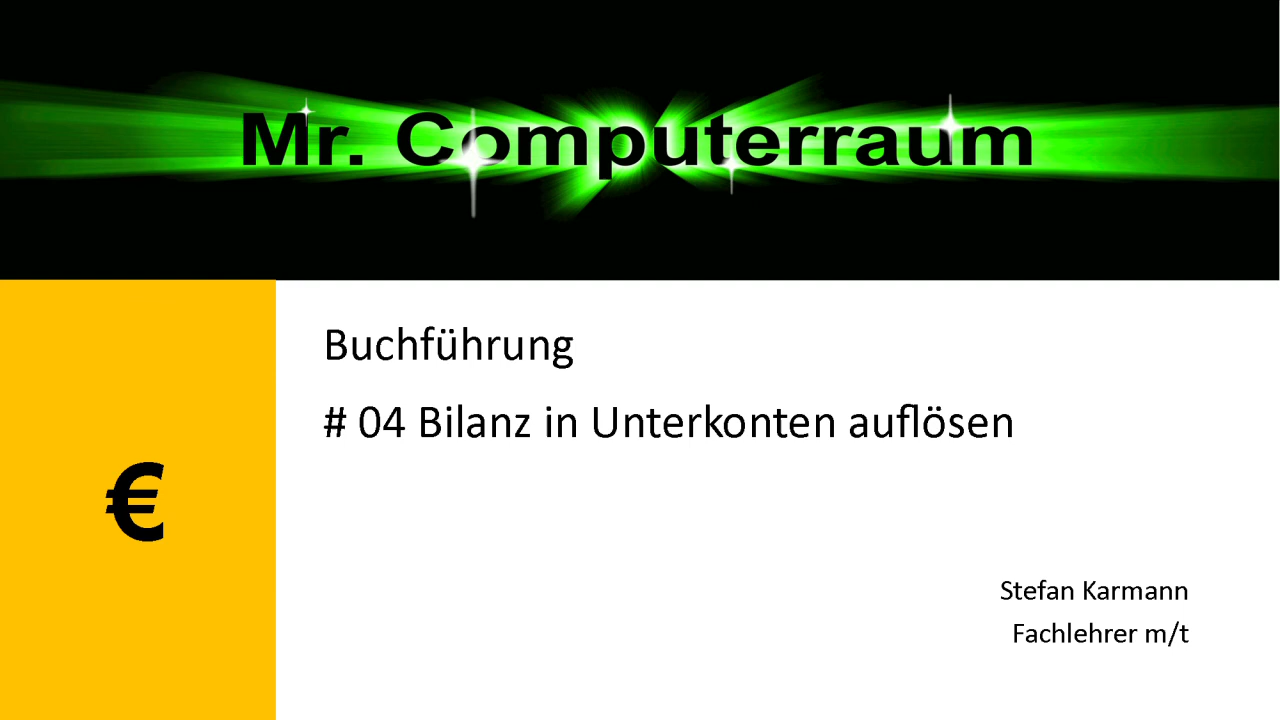 Mr. Computerraum
Buchführung
# 04 Bilanz in Unterkonten auflösen
€
Stefan Karmann
Fachlehrer m/t